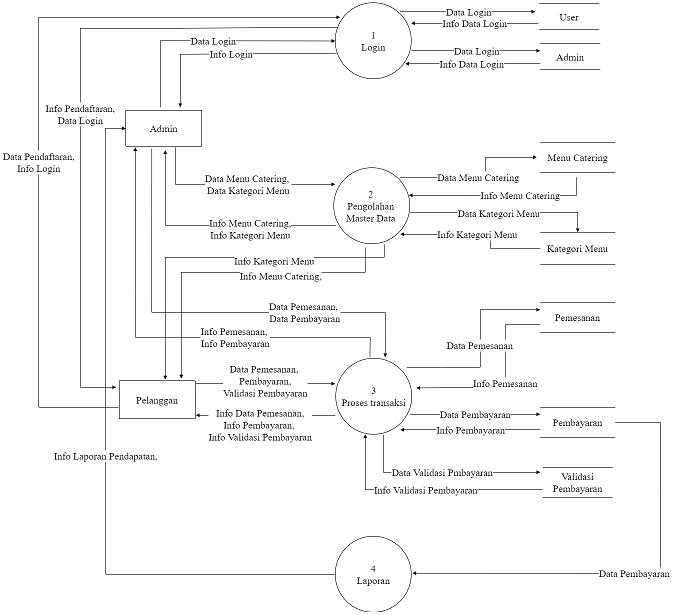 Data Login
User
Info Data Login
1
Login
Data Login
Info Login
Data Login
Admin
Info Data Login
Info Pendaftaran,
Data Login
Admin
Data Pendaftaran,
Info Login
Data Menu Catering,
Data Kategori Menu
2
Pengolahan
Master Data
Data Menu Catering
Menu Catering
Info Menu Catering
Data Kategori Menu
Info Menu Catering,
Info Kategori Menu
Info Kategori Menu
Kategori Menu
Info Kategori Menu
Info Menu Catering,
Data Pemesanan,
Data Pembayaran
Info Pemesanan,
Info Pembayaran
Pemesanan
Data Pemesanan
Info Pemesanan
Data Pemesanan,
Pembayaran,
Validasi Pembayaran
Pelanggan
3
Proses transaksi
Info Data Pemesanan,
Info Pembayaran,
Info Validasi Pembayaran
Data Pembayaran
Pembayaran
Info Pembayaran
Info Laporan Pendapatan,
Data Validasi Pmbayaran
Validasi
Pembayaran
Info Validasi Pembayaran
4
Laporan
Data Pembayaran